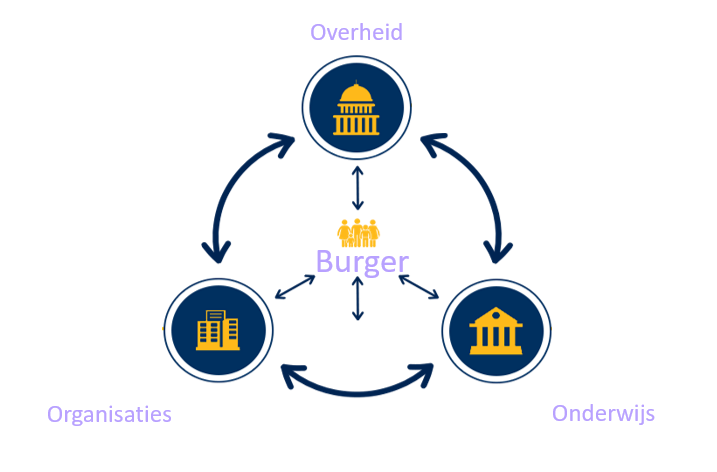 Overheid
Burger
Organisaties
Onderwijs